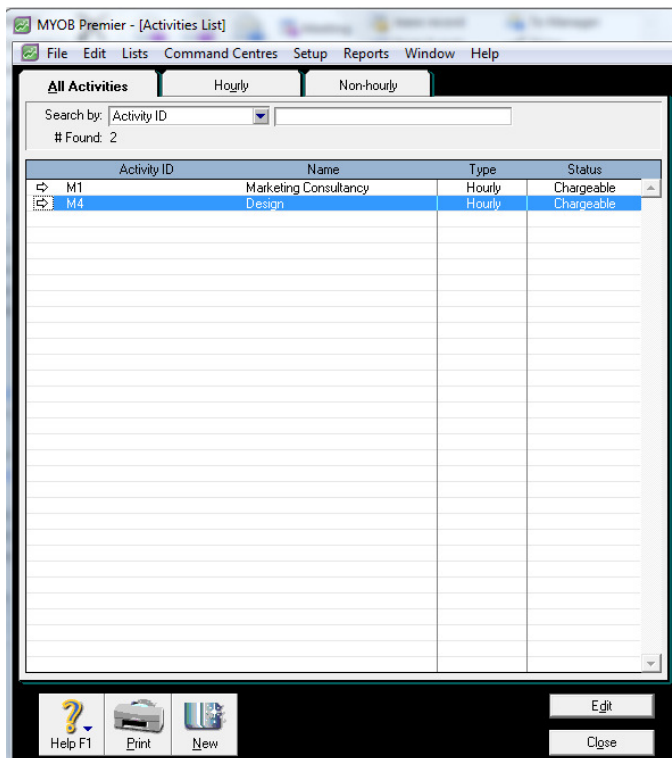 MYOB Premier - [Activities List]
File Edit Lists Command Centres Setup Reports Window Help
All Activities Hourly Non-hourly
Search by: Activity ID
# Found: 2
Activity ID Name Type Status
M1 Marketing Consultancy Hourly Chargeable
M4 Design Hourly Chargeable
Edit
Help F1 Print New Close